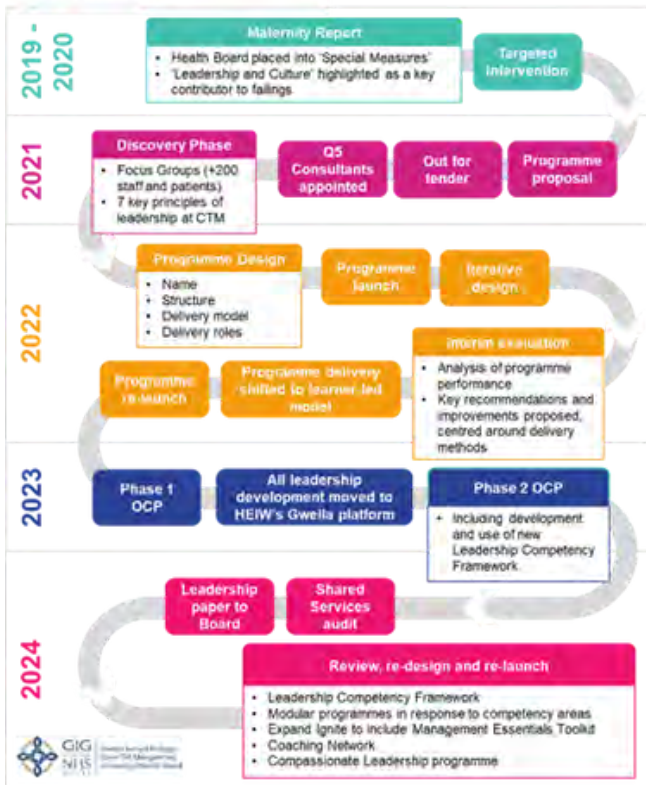 2019 -
2020
Maternity Report
• Health Board placed into 'Special Measures'
• 'Leadership and Culture' highlighted as a key
contributor to failings
Targeted
Intervention
2021
Discovery Phase
• Focus Groups (+200
staff and patients)
• 7 key principles of
leadership at CTM
Q5
Consultants
appointed
Out for
tender
Programme
proposal
2022
Programme Design
• Name
• Structure
• Delivery model
• Delivery roles
Programme
launch
Iterative
design
Programme
re-launch
Programme delivery
shifted to learner led
model
Interim evaluation
• Analysis of programme
performance
• Key recommendations and
improvements proposed,
centred around delivery
methods
2023
Phase 1
OCP
All leadership
development moved to
HEIW's Gwella platform
Phase 2 OCP
• Including development
and use of new
Leadership Competency
Framework
2024
Leadership
paper to
Board
Shared
Services
audit
Review, re-design and re-launch
• Leadership Competency Framework
• Modular programmes in response to competency areas
• Expand Ignite to include Management Essentials Toolkit
• Coaching Network
• Compassionate Leadership programme
GIG
NHS